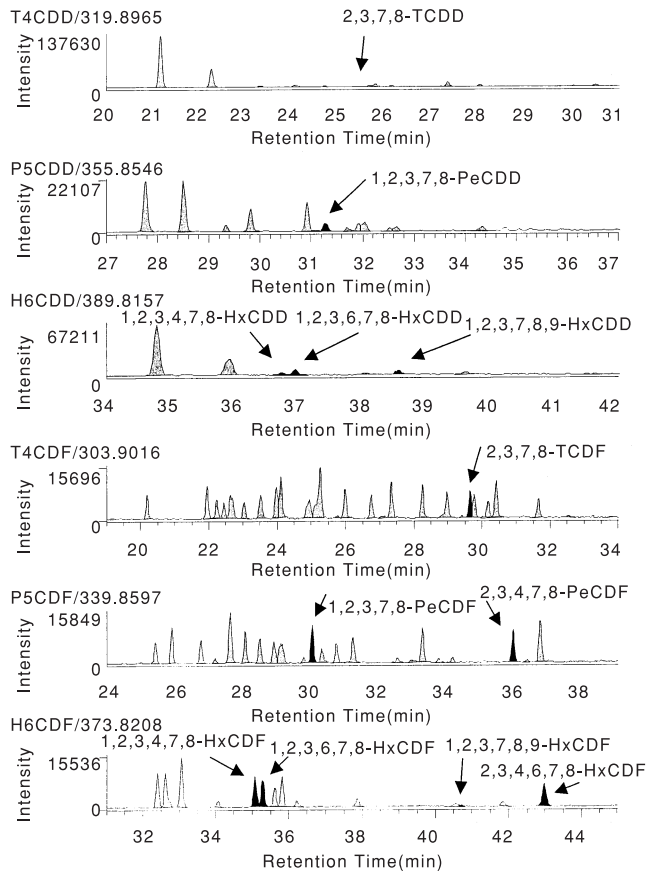 T4CDD/319.8965
2,3,7,8-TCDD
137630
0
Intensity
20 21 22 23 24 25 26 27 28 29 30 31
Retention Time(min)
P5CDD/355.8546
1,2,3,7,8-PeCDD
22107
0
Intensity
27 28 29 30 31 32 33 34 35 36 37
Retention Time(min)
H6CDD/389.8157
1,2,3,4,7,8-HxCDD 1,2,3,6,7,8-HxCDD 1,2,3,7,8,9-HxCDD
67211
0
Intensity
34 35 36 37 38 39 40 41 42
Retention Time(min)
T4CDF/303.9016
2,3,7,8-TCDF
15696
0
Intensity
20 22 24 26 28 30 32 34
Retention Time(min)
P5CDF/339.8597
1,2,3,7,8-PeCDF 2,3,4,7,8-PeCDF
15849
0
Intensity
24 26 28 30 32 34 36 38
Retention Time(min)
H6CDF/373.8208
1,2,3,4,7,8-HxCDF 1,2,3,6,7,8-HxCDF 1,2,3,7,8,9-HxCDF
2,3,4,6,7,8-HxCDF
15536
0
Intensity
32 34 36 38 40 42 44
Retention Time(min)